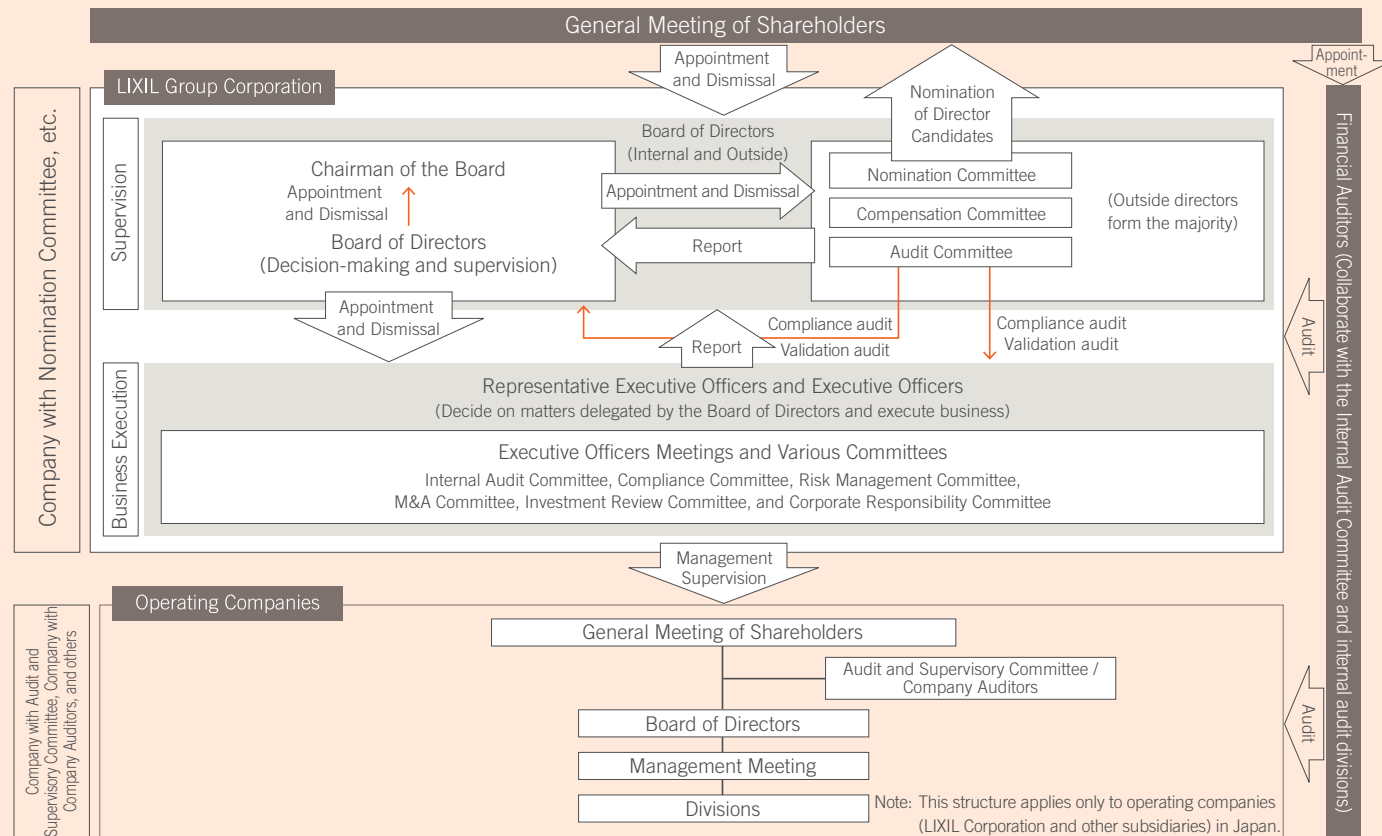 General Meeting of Shareholders
Appointment
and Dismissal
Appoint-
ment
LIXIL Group Corporation
Nomination
of Director
Candidates
Company with Nomination Committee, etc.
Supervision
Board of Directors
(Internal and Outside)
Chairman of the Board
Appointment
and Dismissal
Board of Directors
(Decision-making and supervision)
Appointment and Dismissal
Report
Nomination Committee
Compensation Committee
Audit Committee
(Outside directors
form the majority)
Appointment
and Dismissal
Report
Compliance audit
Validation audit
Compliance audit
Validation audit
Audit
Financial Auditors (Collaborate with the Internal Audit Committee and internal audit divisions)
Business Execution
Representative Executive Officers and Executive Officers
(Decide on matters delegated by the Board of Directors and execute business)
Executive Officers Meetings and Various Committees
Internal Audit Committee, Compliance Committee, Risk Management Committee,
M&A Committee, Investment Review Committee, and Corporate Responsibility Committee
Management
Supervision
Operating Companies
Company with Audit and
Supervisory Committee, Company with
Company Auditors, and others
General Meeting of Shareholders
Audit and Supervisory Committee /
Company Auditors
Board of Directors
Management Meeting
Divisions
Audit
Note: This structure applies only to operating companies
(LIXIL Corporation and other subsidiaries) in Japan.